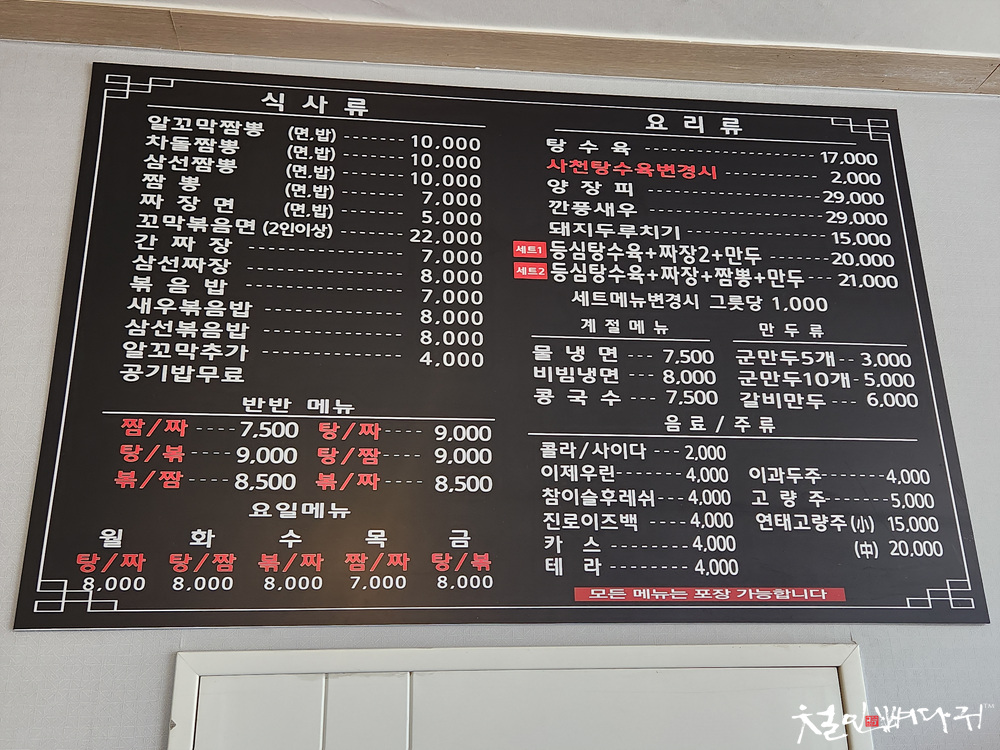 식사류
알꼬막짬뽕 (면,밥) ------ 10,000
차돌짬뽕 (면,밥) ------ 10,000
삼선짬뽕 (면,밥) ------ 10,000
짬 뽕 (면,밥) ------ 7,000
짜 장 면 (면,밥) ------ 5,000
꼬막볶음면 (2인이상) ------ 22,000
간 짜 장 ------ 7,000
삼선짜장 ------ 8,000
볶 음 밥 ------ 7,000
새우볶음밥 ------ 8,000
삼선볶음밥 ------ 8,000
알꼬막추가 ------ 4,000
공기밥무료
반반 메뉴
짬/짜 ---- 7,500 탕/짜 ---- 9,000
탕/볶 ---- 9,000 탕/짬 ---- 9,000
볶/짬 ---- 8,500 볶/짜 ---- 8,500
요일메뉴
월 화 수 목 금
탕/짜 탕/짬 볶/짜 짬/짜 탕/볶
8,000 8,000 8,000 7,000 8,000
요리류
탕 수 육 ------ 17,000
사천탕수육변경시 ------ 2,000
양 장 피 ------ 29,000
깐풍새우 ------ 29,000
돼지두루치기 ------ 15,000
세트1 등심탕수육+짜장2+만두 ------ 20,000
세트2 등심탕수육+짜장+짬뽕+만두 --- 21,000
세트메뉴변경시 그릇당 1,000
계절메뉴
물 냉 면 --- 7,500
비빔냉면 --- 8,000
콩 국 수 --- 7,500
만두류
군만두5개 -- 3,000
군만두10개 - 5,000
갈비만두 --- 6,000
음료/주류
콜라/사이다 --- 2,000
이제우린 ------ 4,000
참이슬후레쉬 --- 4,000
진로이즈백 ---- 4,000
카 스 -------- 4,000
테 라 -------- 4,000
이과두주 ------ 4,000
고 량 주 ------ 5,000
연태고량주 (小) 15,000
(中) 20,000
모든 메뉴는 포장 가능합니다
철인뼈다귀™